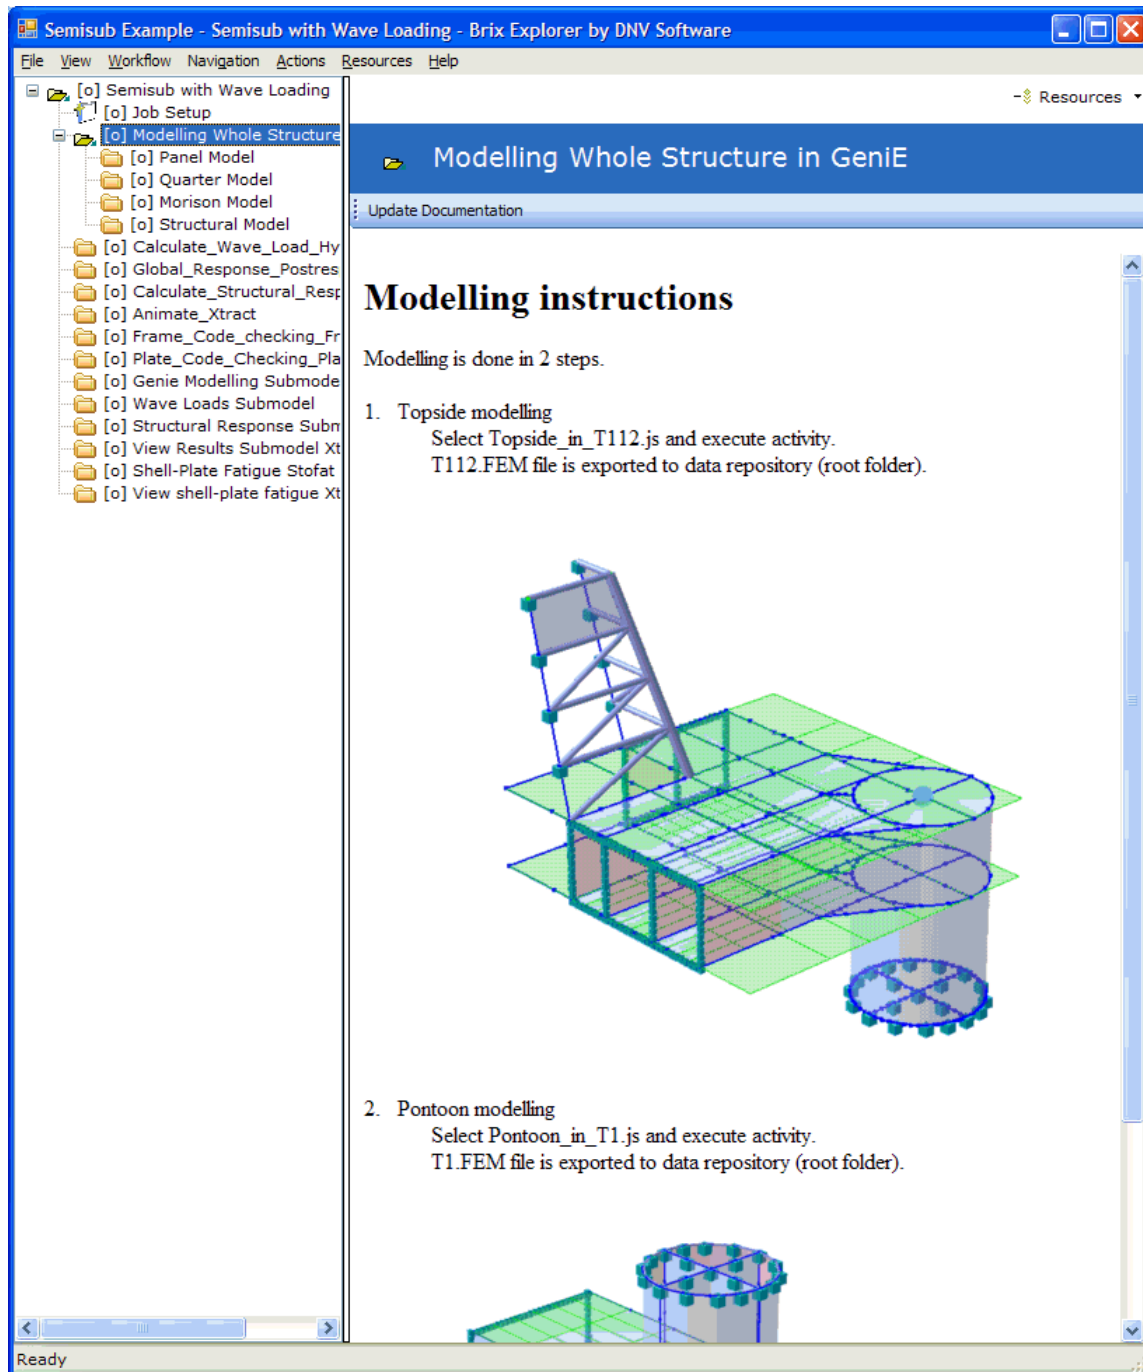 Semisub Example - Semisub with Wave Loading - Brix Explorer by DNV Software
File View Workflow Navigation Actions Resources Help
[o] Semisub with Wave Loading
[o] Job Setup
[o] Modelling Whole Structure
[o] Panel Model
[o] Quarter Model
[o] Morison Model
[o] Structural Model
[o] Calculate_Wave_Load_Hy
[o] Global_Response_Postres
[o] Calculate_Structural_Resp
[o] Animate_Xtract
[o] Frame_Code_checking_Fr
[o] Plate_Code_Checking_Pla
[o] Genie Modelling Submode
[o] Wave Loads Submodel
[o] Structural Response Subm
[o] View Results Submodel Xt
[o] Shell-Plate Fatigue Stofat
[o] View shell-plate fatigue Xt
Resources
Modelling Whole Structure in GeniE
Update Documentation
Modelling instructions
Modelling is done in 2 steps.
1. Topside modelling
Select Topside_in_T112.js and execute activity.
T112.FEM file is exported to data repository (root folder).
2. Pontoon modelling
Select Pontoon_in_T1.js and execute activity.
T1.FEM file is exported to data repository (root folder).
Ready